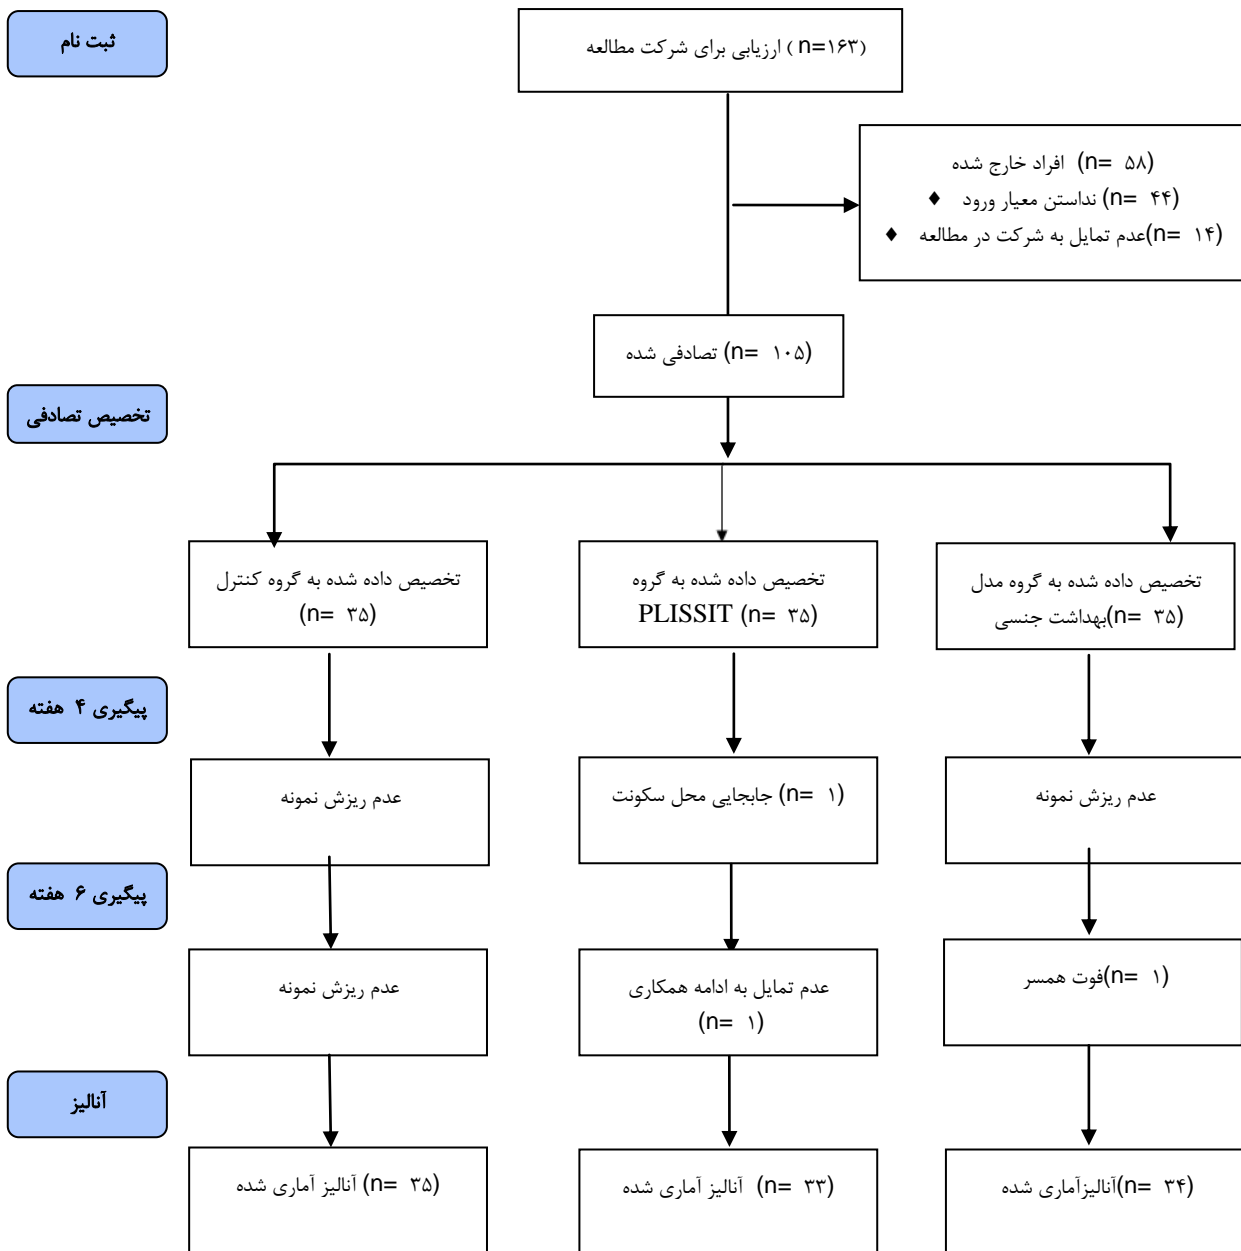 ثبت نام
ارزیابی برای شرکت مطالعه (n=۱۶۳)
افراد خارج شده (n= ۵۸)
♦ نداستن معیار ورود (n= ۴۴)
♦ عدم تمایل به شرکت در مطالعه (n= ۱۴)
تصادفی شده (n= ۱۰۵)
تخصیص تصادفی
تخصیص داده شده به گروه مدل
بهداشت جنسی (n= ۳۵)
تخصیص داده شده به گروه
PLISSIT (n= ۳۵)
تخصیص داده شده به گروه کنترل
(n= ۳۵)
پیگیری ۴ هفته
عدم ریزش نمونه
جابجایی محل سکونت (n= ۱)
عدم ریزش نمونه
پیگیری ۶ هفته
فوت همسر (n= ۱)
عدم تمایل به ادامه همکاری
(n= ۱)
عدم ریزش نمونه
آنالیز
آنالیزآماری شده (n= ۳۴)
آنالیز آماری شده (n= ۳۳)
آنالیز آماری شده (n= ۳۵)